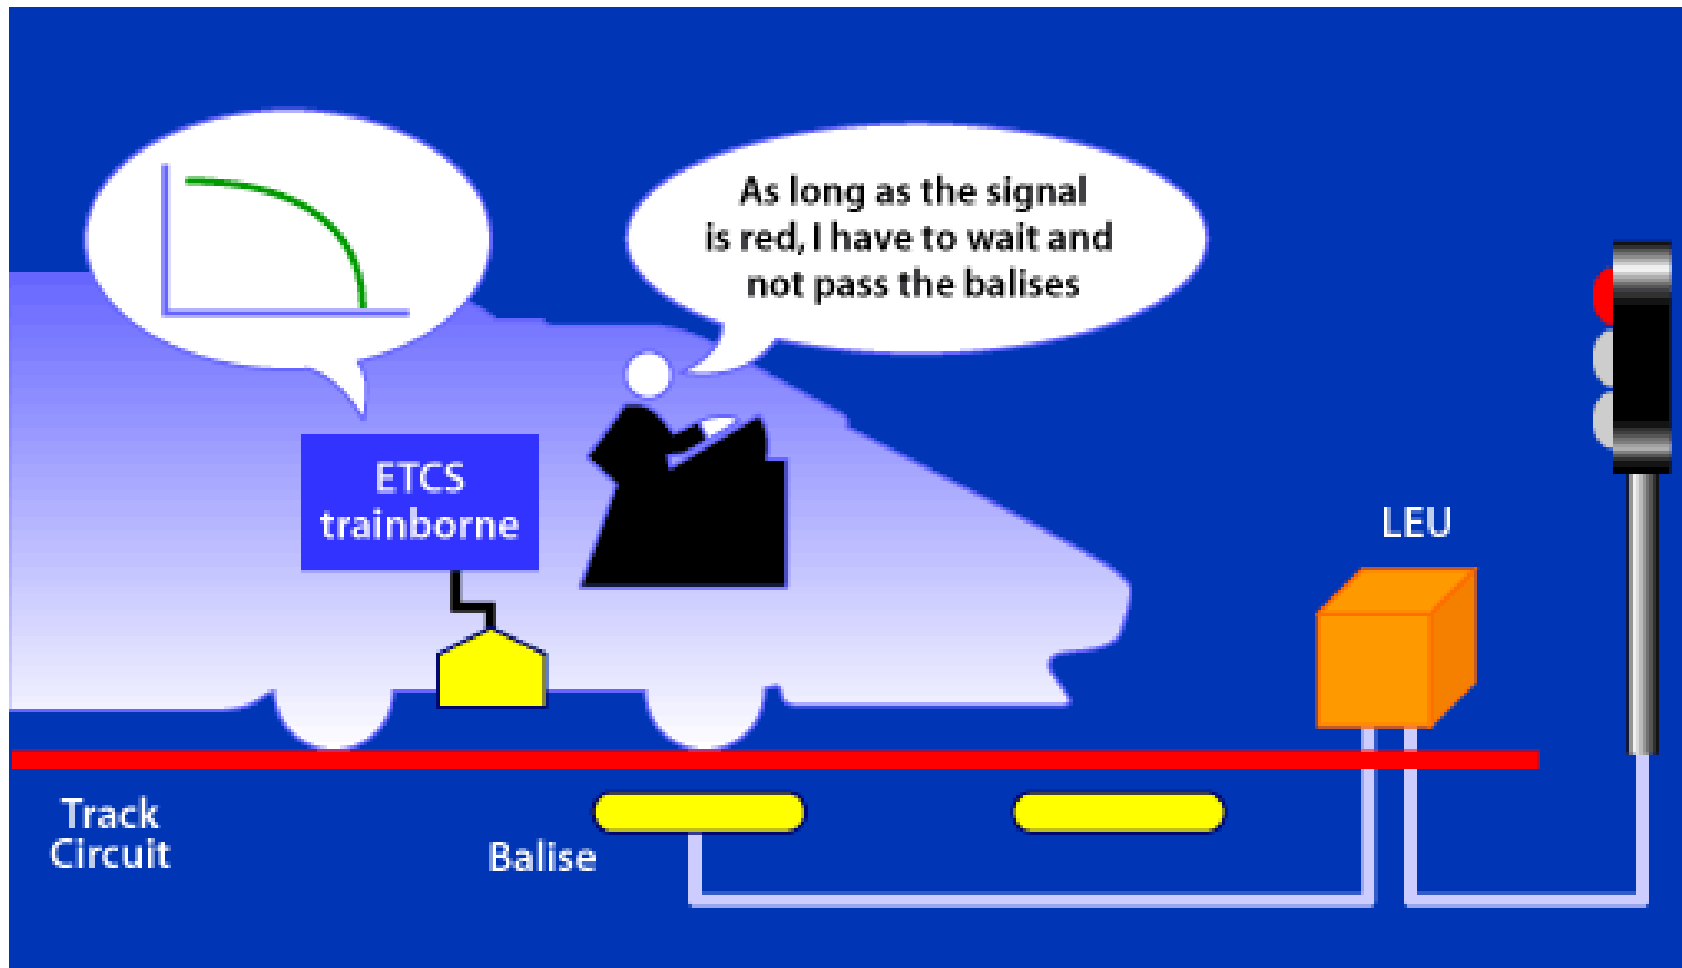 As long as the signal
is red, I have to wait and
not pass the balises
ETCS
trainborne
LEU
Track
Circuit
Balise